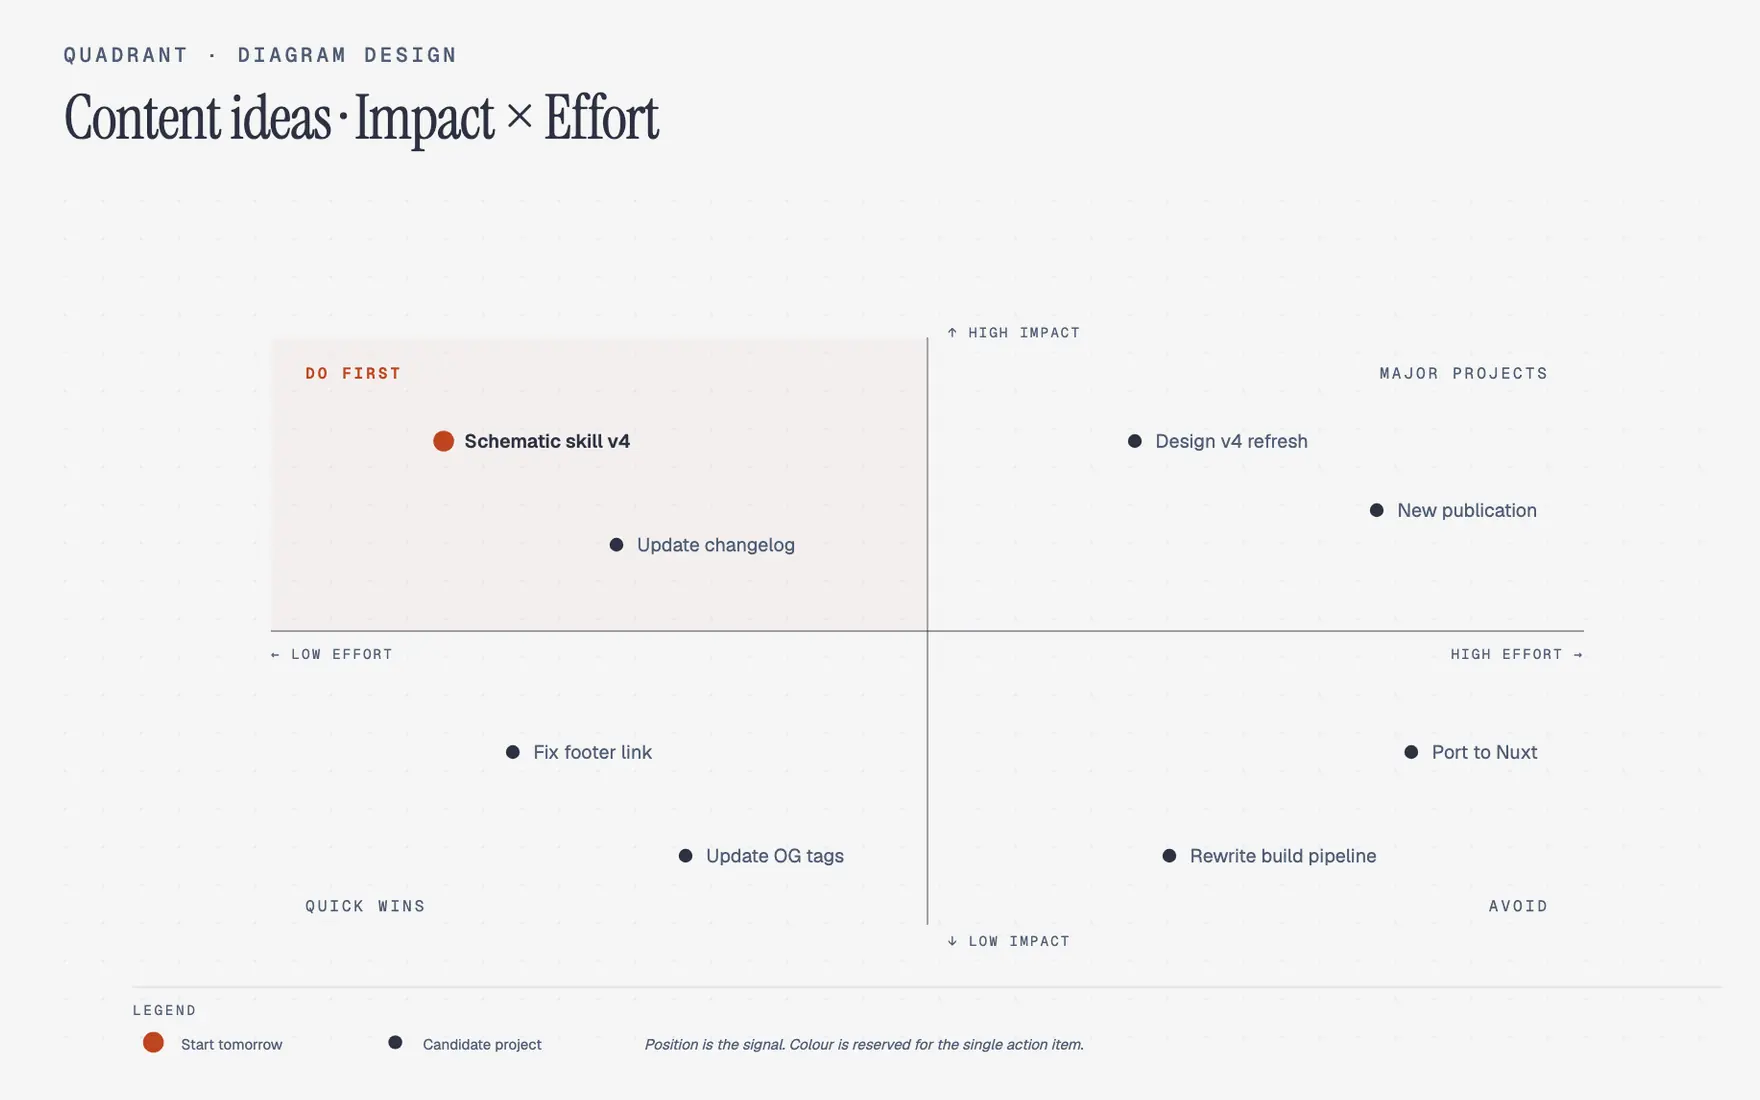 QUADRANT · DIAGRAM DESIGN
Content ideas · Impact × Effort
↑ HIGH IMPACT
DO FIRST
MAJOR PROJECTS
Schematic skill v4
Design v4 refresh
New publication
Update changelog
← LOW EFFORT
HIGH EFFORT →
Fix footer link
Port to Nuxt
Update OG tags
Rewrite build pipeline
QUICK WINS
AVOID
↓ LOW IMPACT
LEGEND
Start tomorrow
Candidate project
Position is the signal. Colour is reserved for the single action item.